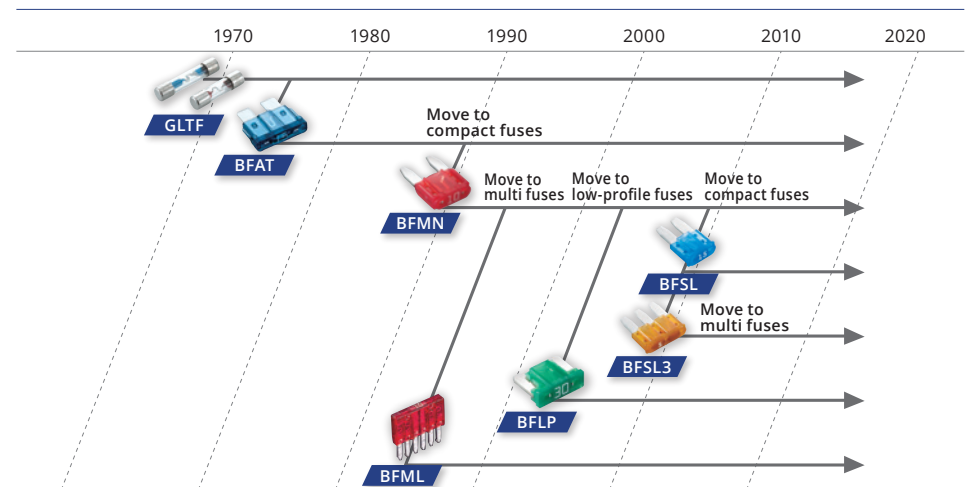 1970 1980 1990 2000 2010 2020
GLTF
BFAT
Move to
compact fuses
BFMN
Move to
multi fuses
Move to
low-profile fuses
Move to
compact fuses
BFSL
Move to
multi fuses
BFSL3
30
BFLP
BFML